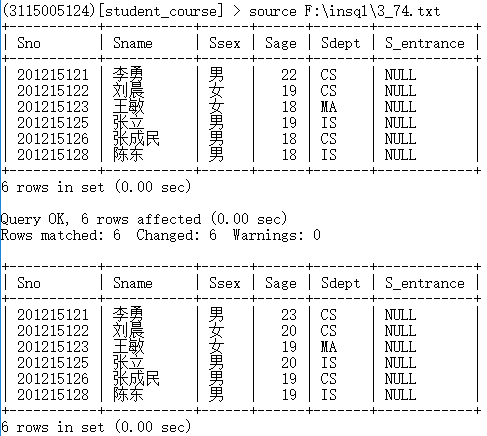 (3115005124)[student_course] > source F:\insql\3_74.txt
+-----------+--------+------+------+-------+------------+
| Sno       | Sname  | Ssex | Sage | Sdept | S_entrance |
+-----------+--------+------+------+-------+------------+
| 201215121 | 李勇   | 男   |   22 | CS    | NULL       |
| 201215122 | 刘晨   | 女   |   19 | CS    | NULL       |
| 201215123 | 王敏   | 女   |   18 | MA    | NULL       |
| 201215125 | 张立   | 男   |   19 | IS    | NULL       |
| 201215126 | 张成民 | 男   |   18 | CS    | NULL       |
| 201215128 | 陈东   | 男   |   18 | IS    | NULL       |
+-----------+--------+------+------+-------+------------+
6 rows in set (0.00 sec)
Query OK, 6 rows affected (0.00 sec)
Rows matched: 6  Changed: 6  Warnings: 0
+-----------+--------+------+------+-------+------------+
| Sno       | Sname  | Ssex | Sage | Sdept | S_entrance |
+-----------+--------+------+------+-------+------------+
| 201215121 | 李勇   | 男   |   23 | CS    | NULL       |
| 201215122 | 刘晨   | 女   |   20 | CS    | NULL       |
| 201215123 | 王敏   | 女   |   19 | MA    | NULL       |
| 201215125 | 张立   | 男   |   20 | IS    | NULL       |
| 201215126 | 张成民 | 男   |   19 | CS    | NULL       |
| 201215128 | 陈东   | 男   |   19 | IS    | NULL       |
+-----------+--------+------+------+-------+------------+
6 rows in set (0.00 sec)